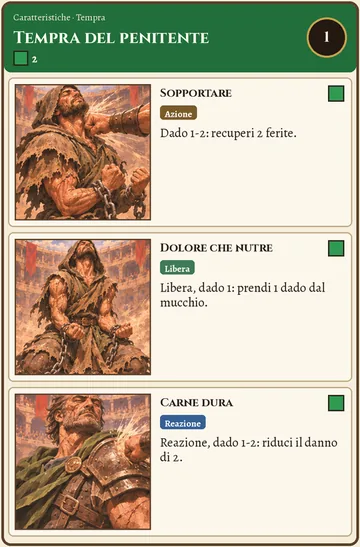 Caratteristiche · Tempra
Tempra del penitente
2
1
Sopportare
Azione
Dado 1-2: recuperi 2 ferite.
Dolore che nutre
Libera
Libera, dado 1: prendi 1 dado dal
mucchio.
Carne dura
Reazione
Reazione, dado 1-2: riduci il danno
di 2.